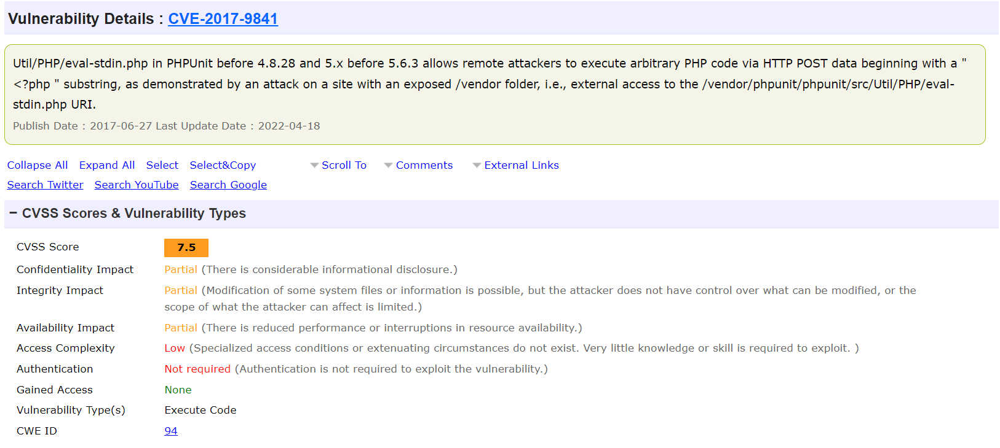 Vulnerability Details : CVE-2017-9841
Util/PHP/eval-stdin.php in PHPUnit before 4.8.28 and 5.x before 5.6.3 allows remote attackers to execute arbitrary PHP code via HTTP POST data beginning with a "
<?php " substring, as demonstrated by an attack on a site with an exposed /vendor folder, i.e., external access to the /vendor/phpunit/phpunit/src/Util/PHP/eval-
stdin.php URI.
Publish Date : 2017-06-27 Last Update Date : 2022-04-18
Collapse All Expand All Select Select&Copy Scroll To Comments External Links
Search Twitter Search YouTube Search Google
− CVSS Scores & Vulnerability Types
CVSS Score 7.5
Confidentiality Impact Partial (There is considerable informational disclosure.)
Integrity Impact Partial (Modification of some system files or information is possible, but the attacker does not have control over what can be modified, or the
scope of what the attacker can affect is limited.)
Availability Impact Partial (There is reduced performance or interruptions in resource availability.)
Access Complexity Low (Specialized access conditions or extenuating circumstances do not exist. Very little knowledge or skill is required to exploit. )
Authentication Not required (Authentication is not required to exploit the vulnerability.)
Gained Access None
Vulnerability Type(s) Execute Code
CWE ID 94